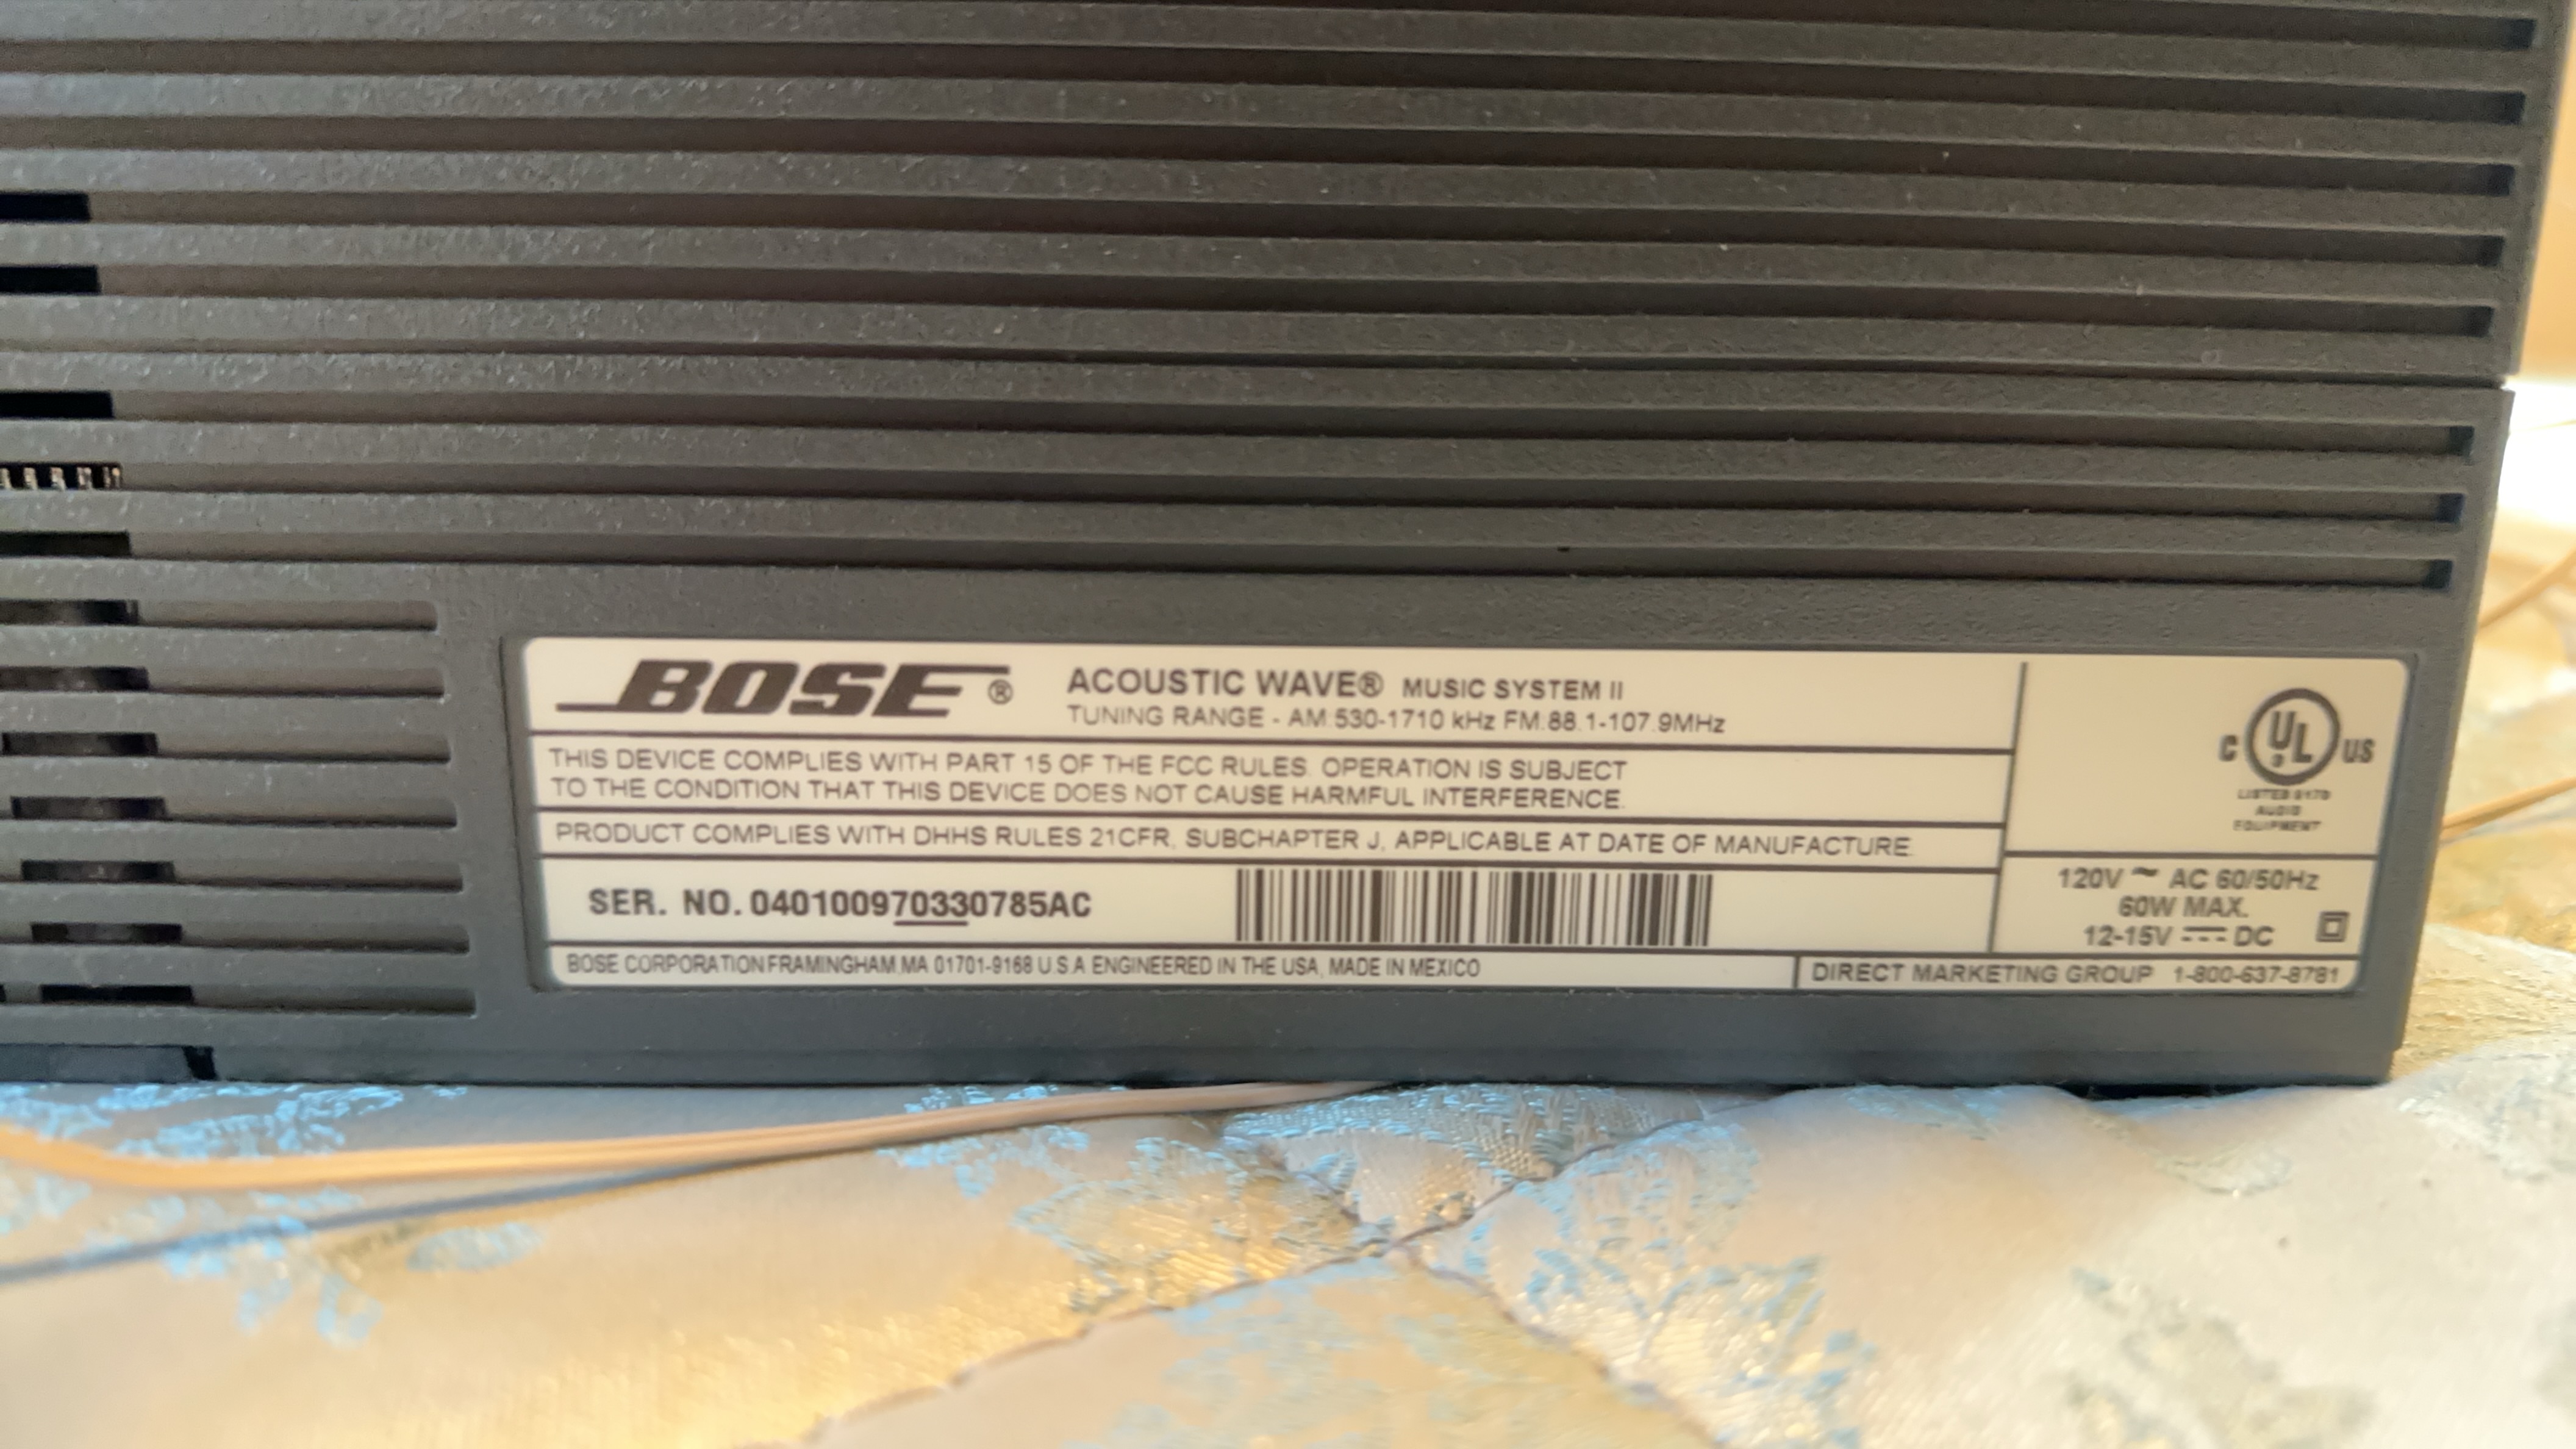 BOSE® ACOUSTIC WAVE® MUSIC SYSTEM II
TUNING RANGE - AM:530-1710 kHz FM:88.1-107.9MHz
THIS DEVICE COMPLIES WITH PART 15 OF THE FCC RULES. OPERATION IS SUBJECT
TO THE CONDITION THAT THIS DEVICE DOES NOT CAUSE HARMFUL INTERFERENCE.
PRODUCT COMPLIES WITH DHHS RULES 21CFR, SUBCHAPTER J, APPLICABLE AT DATE OF MANUFACTURE.
SER. NO. 040100970330785AC
BOSE CORPORATION FRAMINGHAM, MA 01701-9168 U.S.A ENGINEERED IN THE USA, MADE IN MEXICO
C UL US
LISTED
AUDIO
EQUIPMENT
120V ~ AC 60/50Hz
60W MAX.
12-15V ⎓ DC
DIRECT MARKETING GROUP 1-800-637-8781